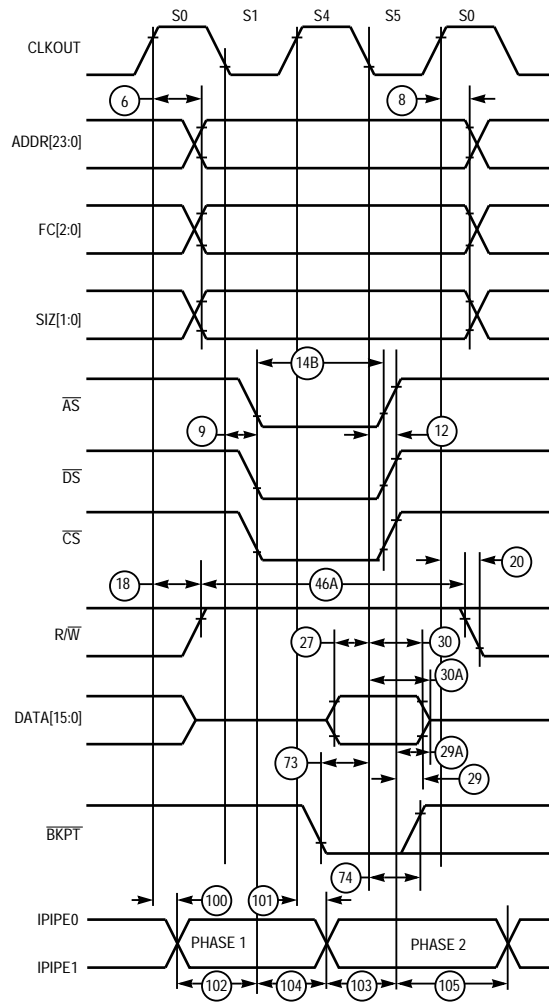 S0 S1 S4 S5 S0
CLKOUT
6 8
ADDR[23:0]
FC[2:0]
SIZ[1:0]
14B
AS
9 12
DS
CS
20
18 46A
R/W
27 30
30A
DATA[15:0]
29A
73 29
BKPT
74
100 101
IPIPE0
PHASE 1 PHASE 2
IPIPE1
102 104 103 105